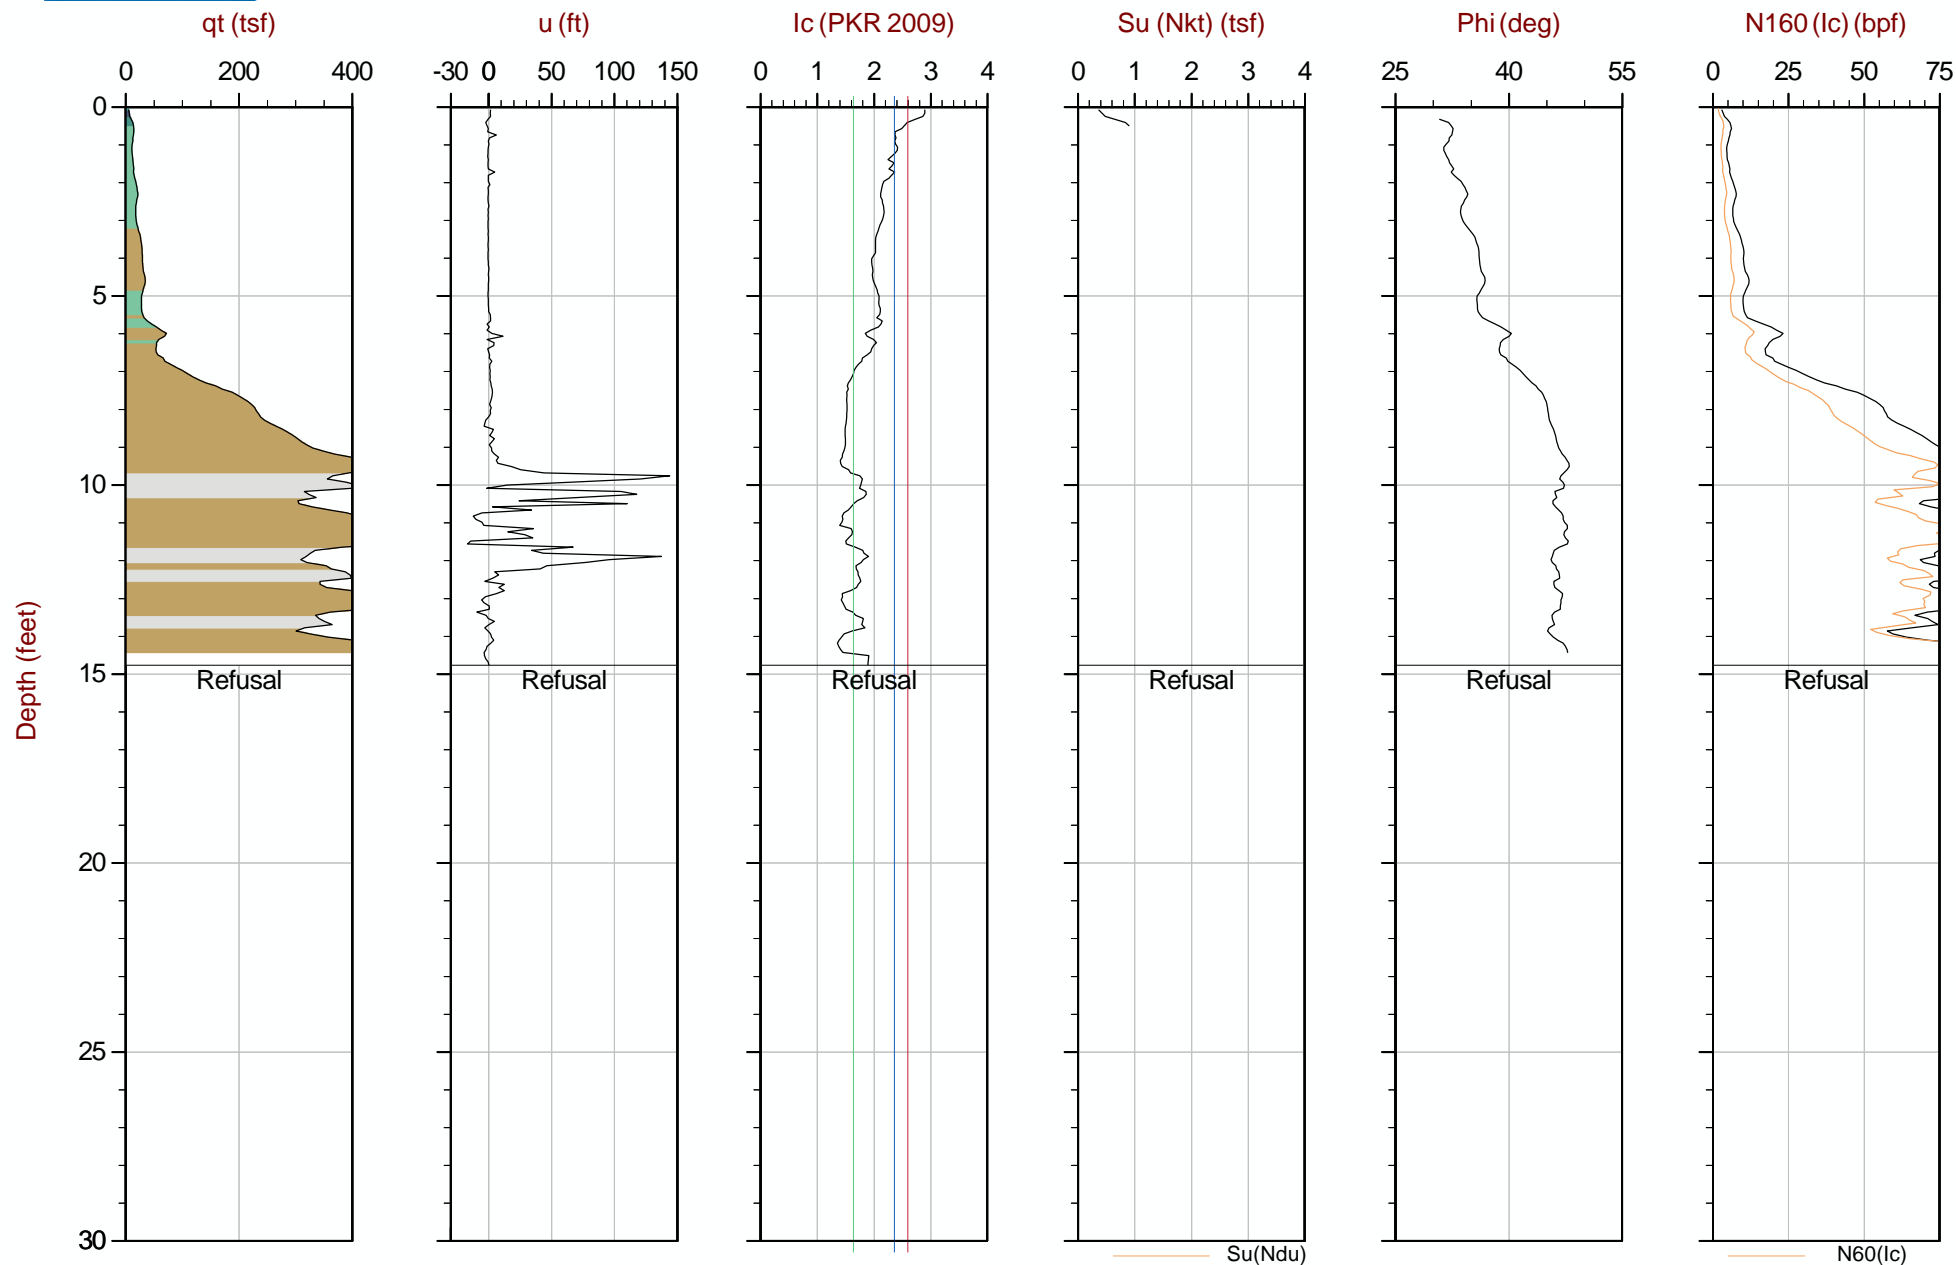 qt (tsf) u (ft) Ic (PKR 2009) Su (Nkt) (tsf) Phi (deg) N160 (Ic) (bpf)
0 200 400 -30 0 50 100 150 0 1 2 3 4 0 1 2 3 4 25 40 55 0 25 50 75
0
5
10
Refusal Refusal Refusal Refusal Refusal Refusal
15
Depth (feet)
20
25
30
Su(Ndu) N60(Ic)